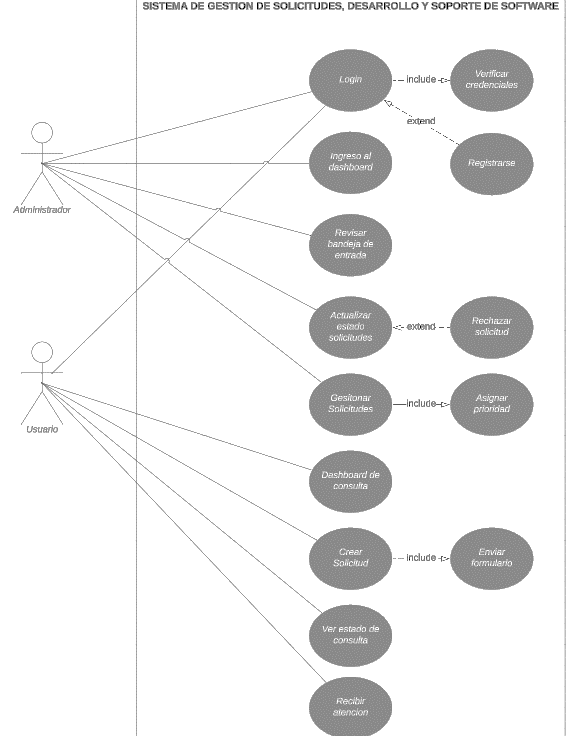 SISTEMA DE GESTION DE SOLICITUDES, DESARROLLO Y SOPORTE DE SOFTWARE
Login
include
Verificar
credenciales
extend
Registrarse
Ingreso al
dashboard
Administrador
Revisar
bandeja de
entrada
Actualizar
estado
solicitudes
extend
Rechazar
solicitud
Gesitonar
Solicitudes
include
Asignar
prioridad
Usuario
Dashboard de
consulta
Crear
Solicitud
include
Enviar
formulario
Ver estado de
consulta
Recibir
atencion